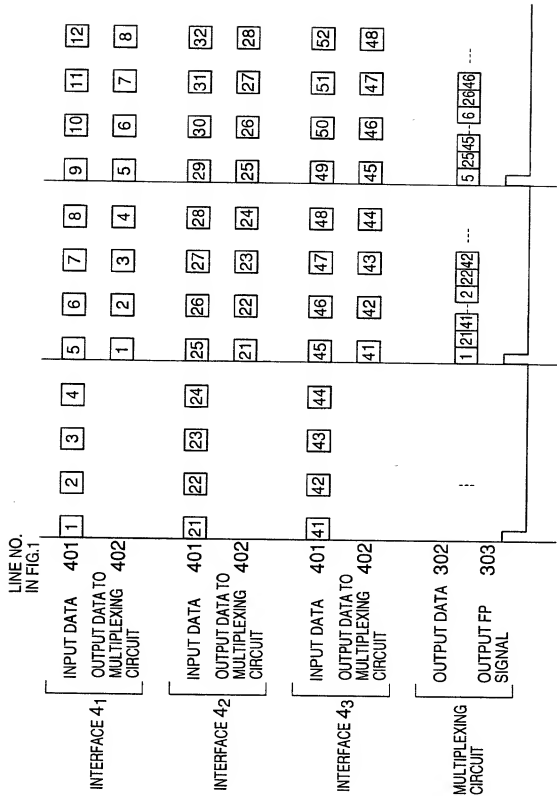 LINE NO.
IN FIG.1
INTERFACE 4₁
INPUT DATA 401 1 2 3 4 5 6 7 8 9 10 11 12
OUTPUT DATA TO
MULTIPLEXING 402 1 2 3 4 5 6 7 8
CIRCUIT
INTERFACE 4₂
INPUT DATA 401 21 22 23 24 25 26 27 28 29 30 31 32
OUTPUT DATA TO
MULTIPLEXING 402 21 22 23 24 25 26 27 28
CIRCUIT
INTERFACE 4₃
INPUT DATA 401 41 42 43 44 45 46 47 48 49 50 51 52
OUTPUT DATA TO
MULTIPLEXING 402 41 42 43 44 45 46 47 48
CIRCUIT
MULTIPLEXING
CIRCUIT
OUTPUT DATA 302 --- 1 21 41 -- 2 22 42 --- 5 25 45 -- 6 26 46 ---
OUTPUT FP 303
SIGNAL